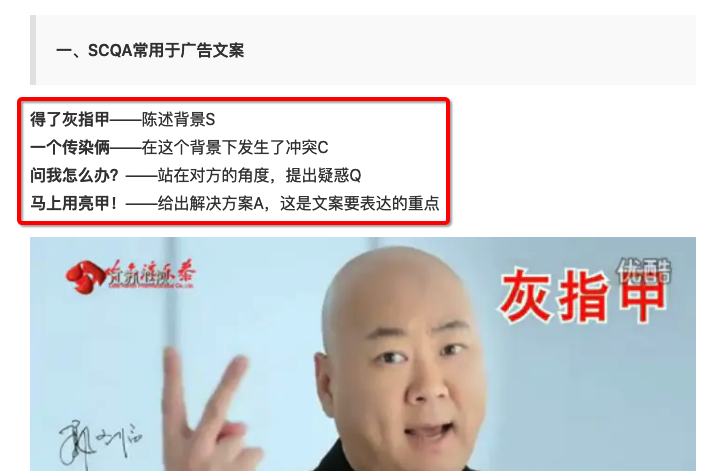 一、SCQA常用于广告文案
得了灰指甲——陈述背景S
一个传染俩——在这个背景下发生了冲突C
问我怎么办？——站在对方的角度，提出疑惑Q
马上用亮甲！——给出解决方案A，这是文案要表达的重点
灰指甲
优酷